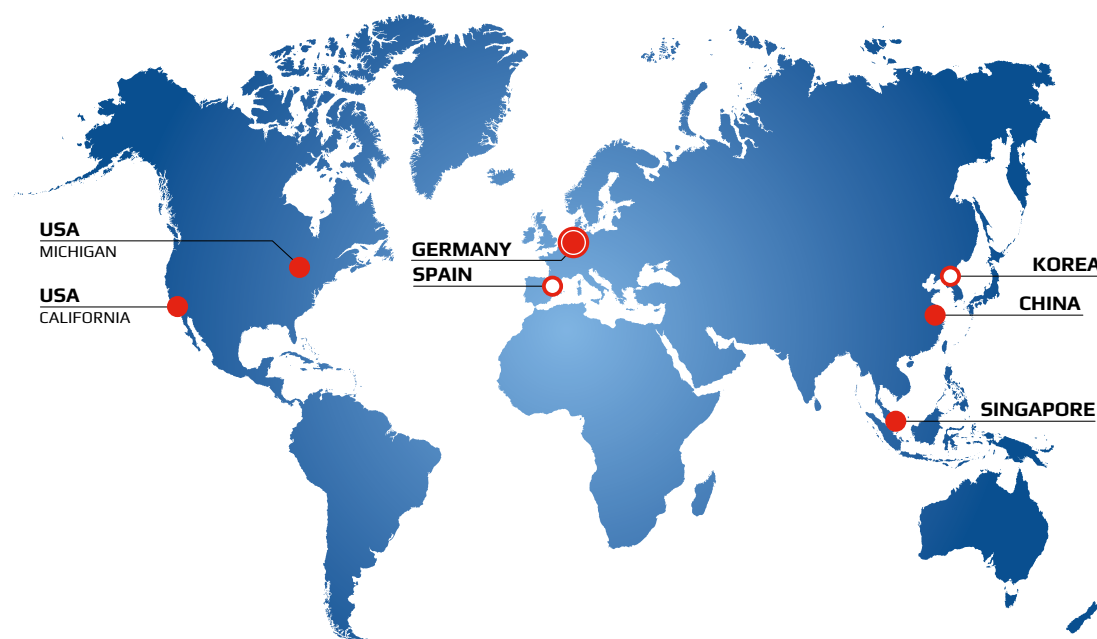 USA
MICHIGAN
USA
CALIFORNIA
GERMANY
SPAIN
KOREA
CHINA
SINGAPORE